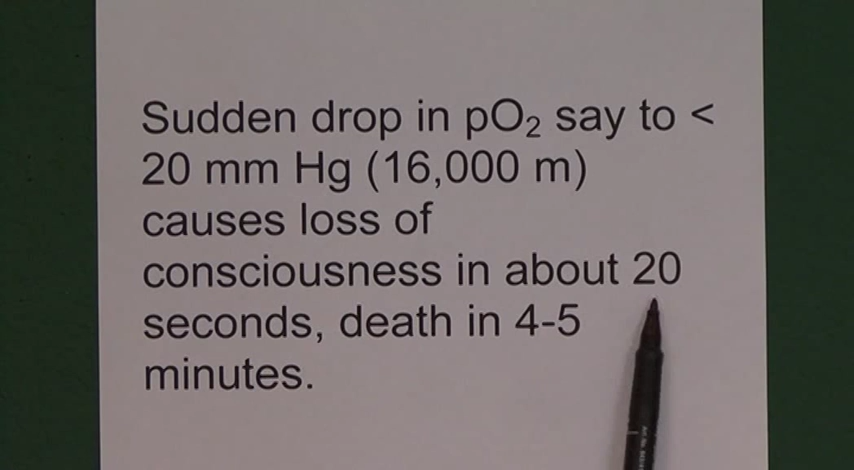 Sudden drop in pO₂ say to <
20 mm Hg (16,000 m)
causes loss of
consciousness in about 20
seconds, death in 4-5
minutes.